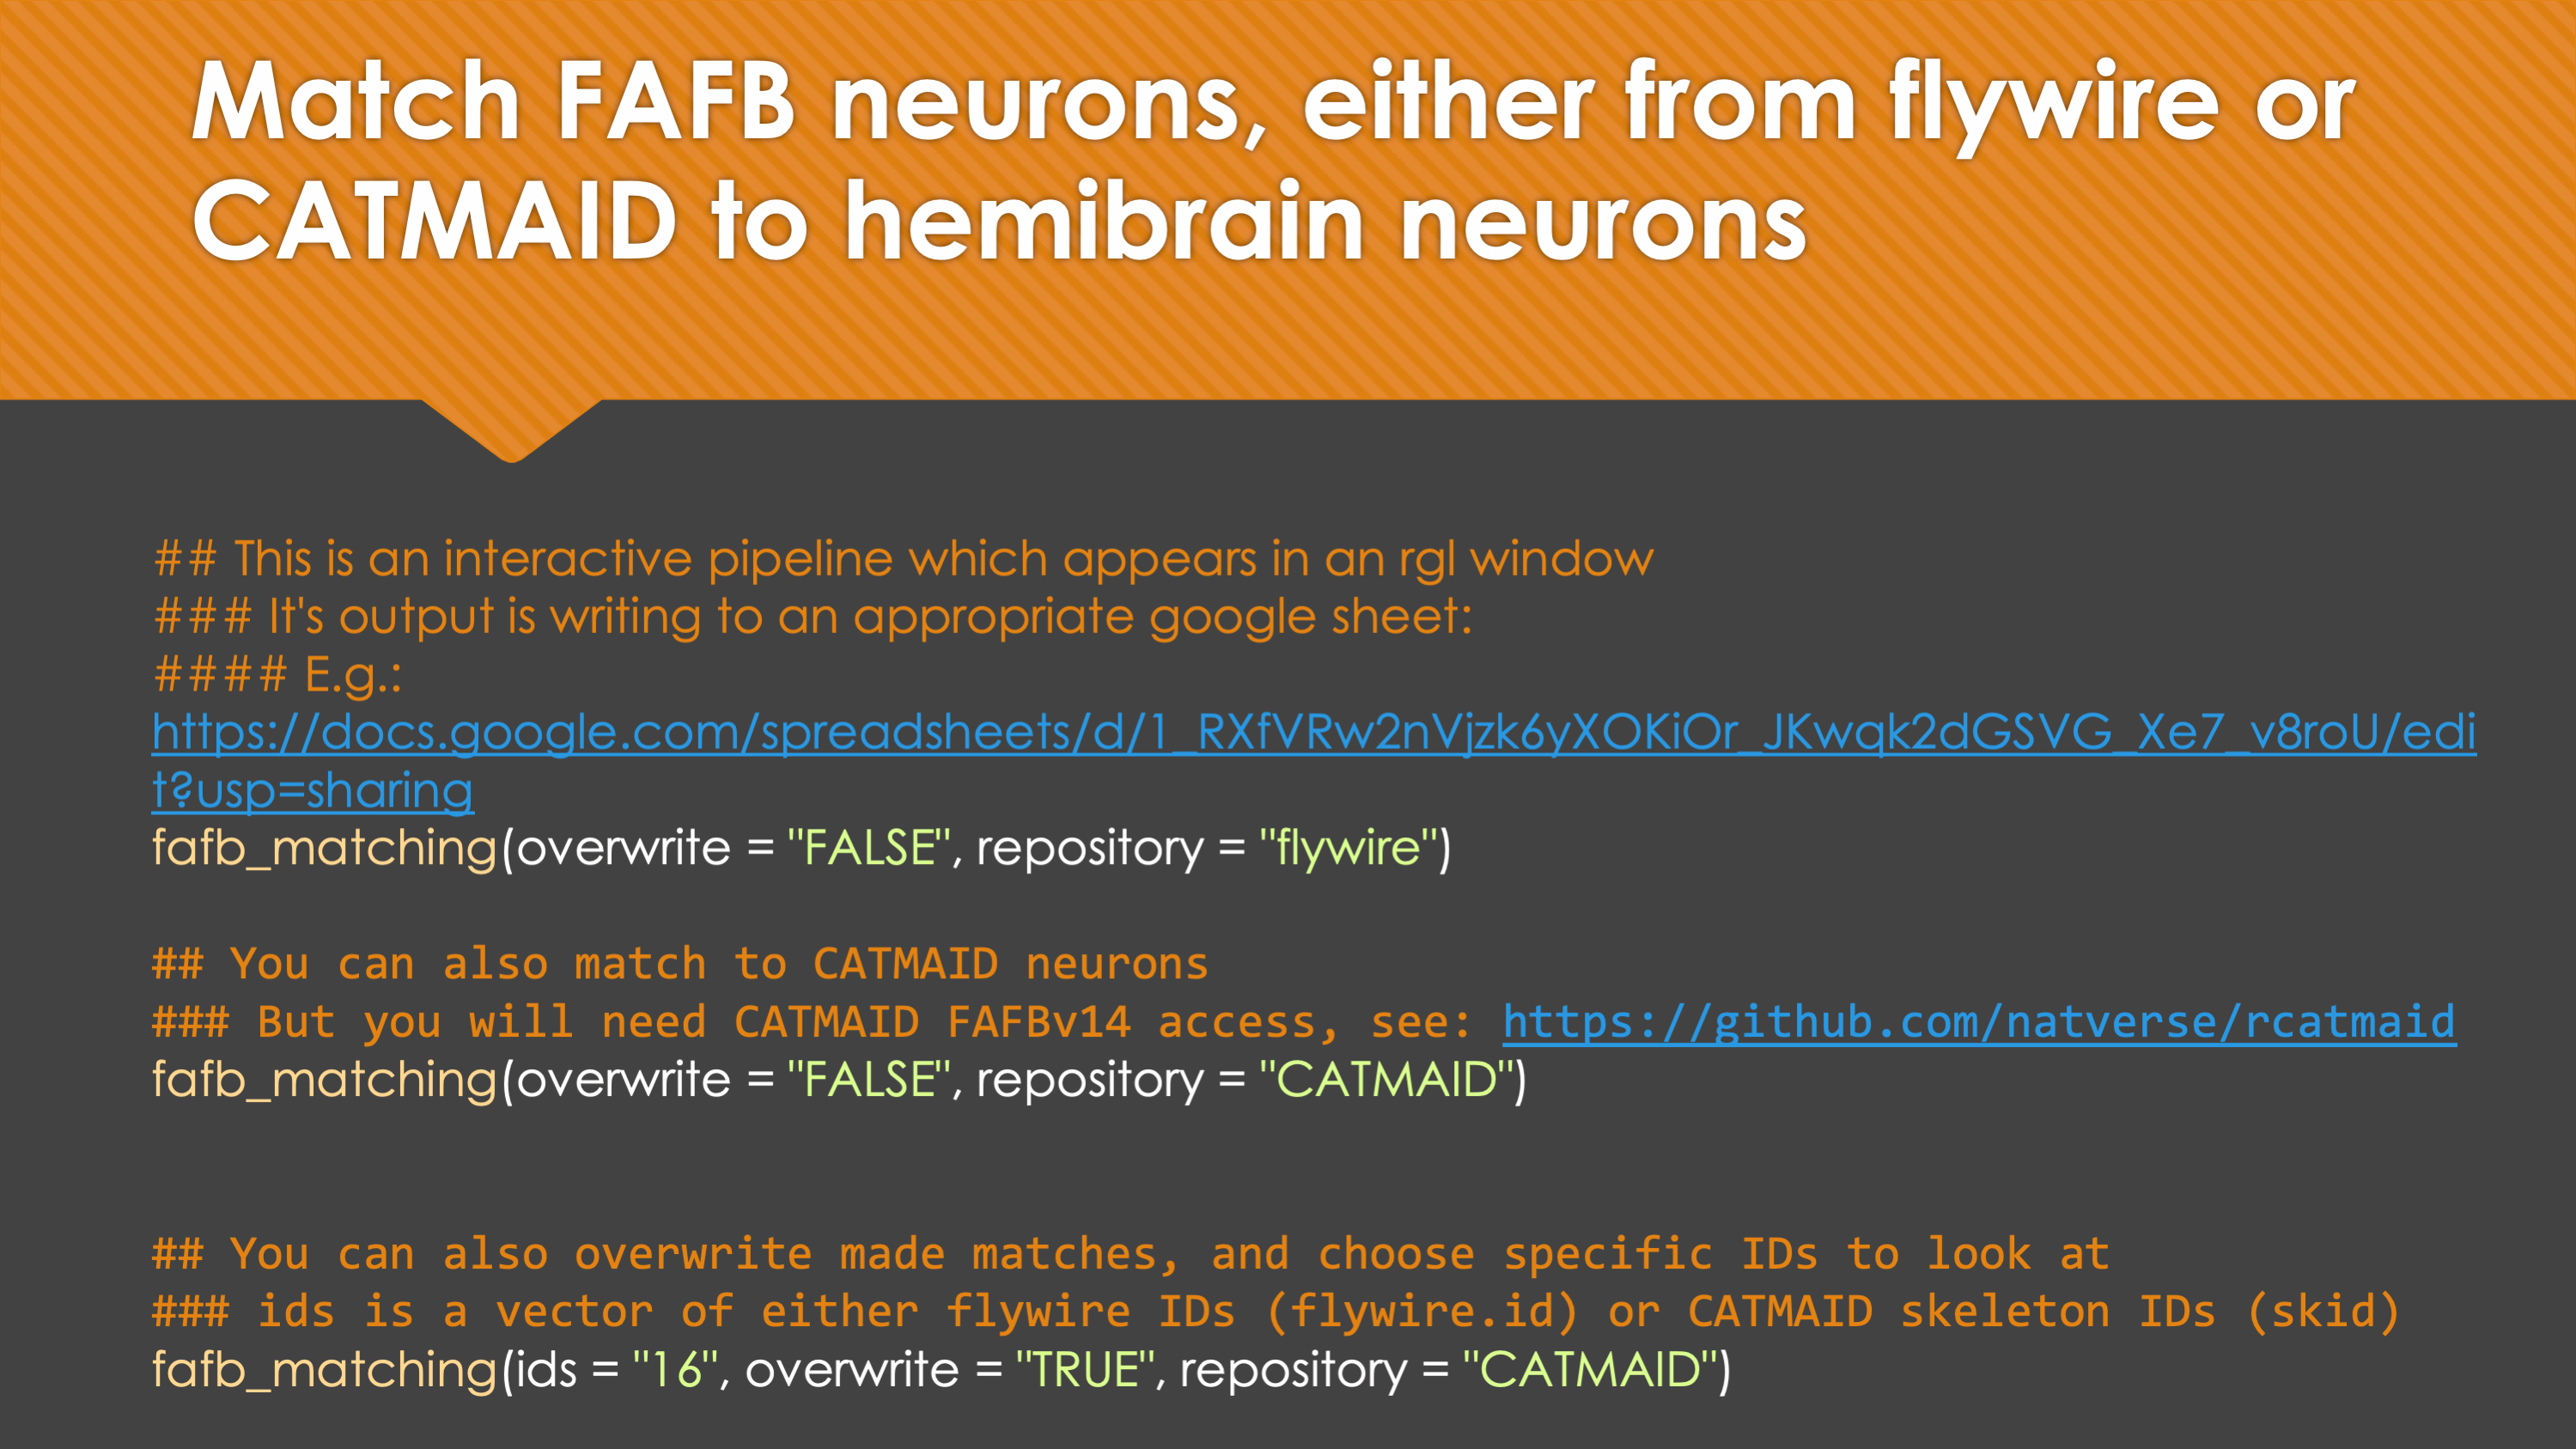 Match FAFB neurons, either from flywire or
CATMAID to hemibrain neurons
## This is an interactive pipeline which appears in an rgl window
### It's output is writing to an appropriate google sheet:
#### E.g.:
https://docs.google.com/spreadsheets/d/1_RXfVRw2nVjzk6yXOKiOr_JKwqk2dGSVG_Xe7_v8roU/edi
t?usp=sharing
fafb_matching(overwrite = "FALSE", repository = "flywire")
## You can also match to CATMAID neurons
### But you will need CATMAID FAFBv14 access, see: https://github.com/natverse/rcatmaid
fafb_matching(overwrite = "FALSE", repository = "CATMAID")
## You can also overwrite made matches, and choose specific IDs to look at
### ids is a vector of either flywire IDs (flywire.id) or CATMAID skeleton IDs (skid)
fafb_matching(ids = "16", overwrite = "TRUE", repository = "CATMAID")